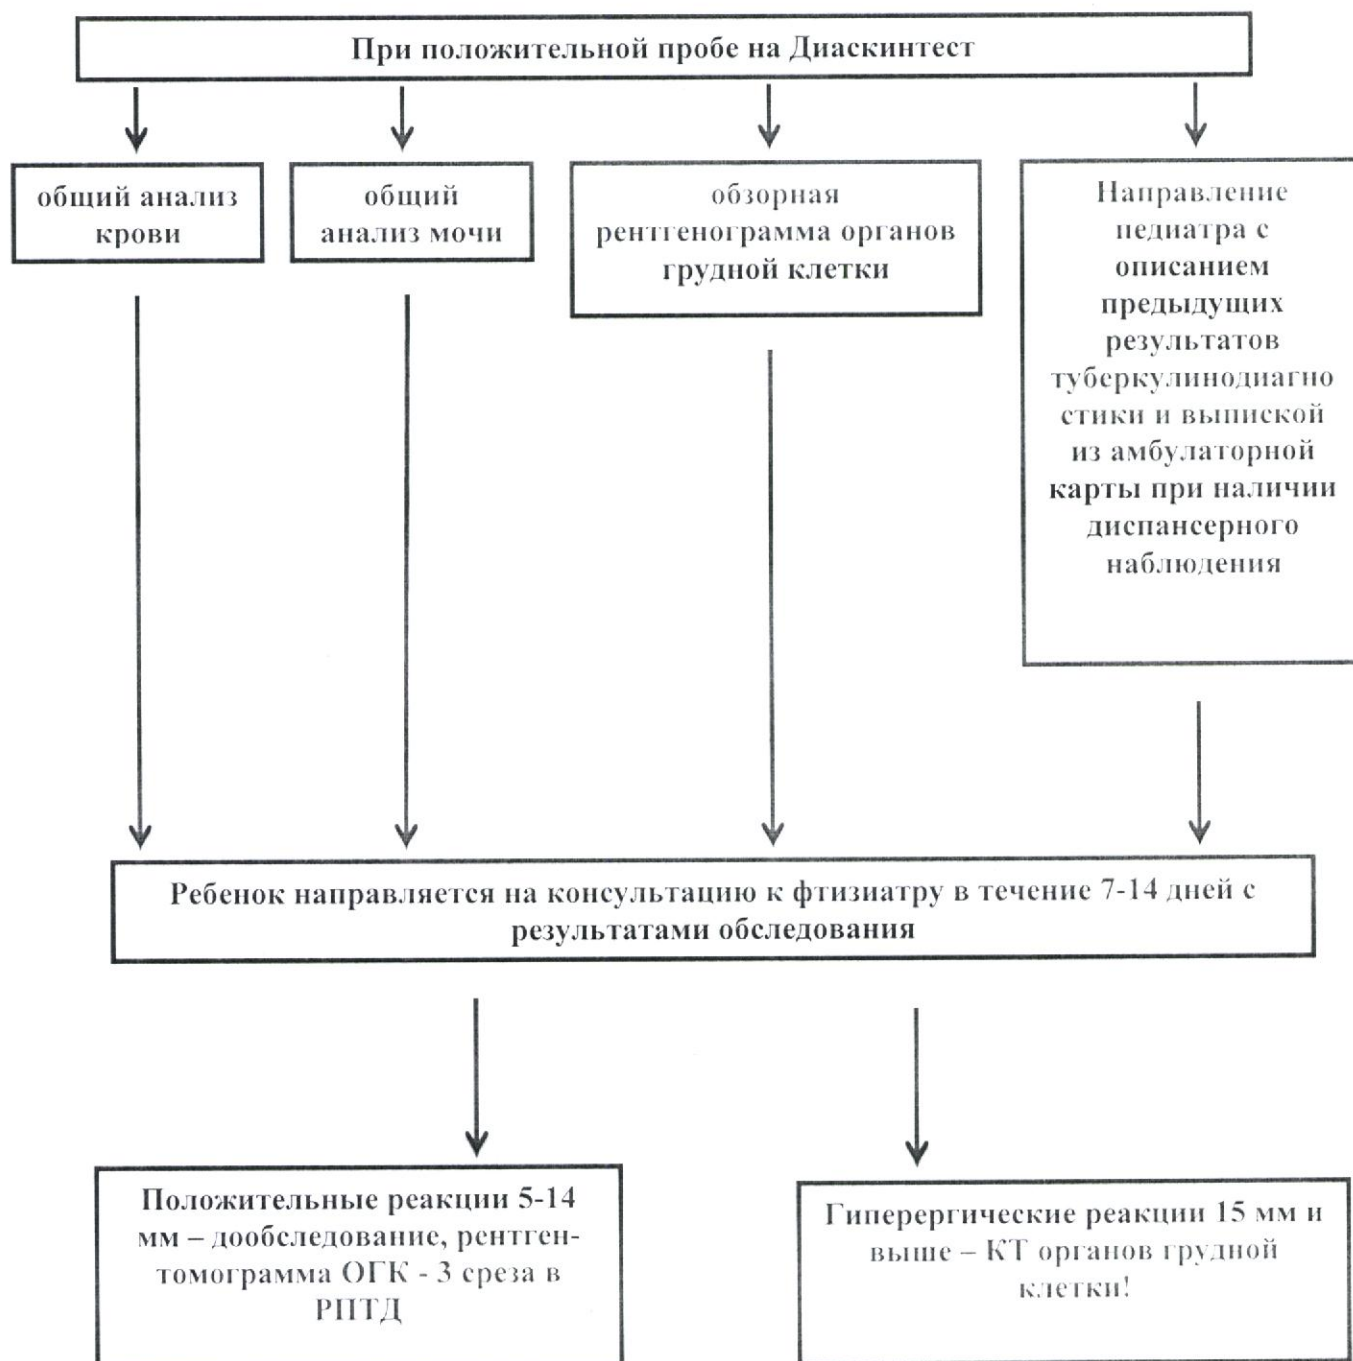 При положительной пробе на Диаскинтест
общий анализ
крови
общий
анализ мочи
обзорная
рентгенограмма органов
грудной клетки
Направление
педиатра с
описанием
предыдущих
результатов
туберкулинодиагно
стики и выпиской
из амбулаторной
карты при наличии
диспансерного
наблюдения
Ребенок направляется на консультацию к фтизиатру в течение 7-14 дней с
результатами обследования
Положительные реакции 5-14
мм – дообследование, рентген-
томограмма ОГК - 3 среза в
РПТД
Гиперергические реакции 15 мм и
выше – КТ органов грудной
клетки!